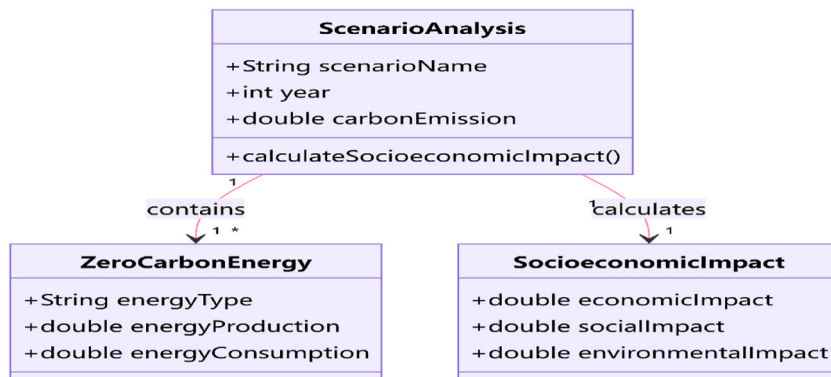 ScenarioAnalysis
+String scenarioName
+int year
+double carbonEmission
+calculateSocioeconomicImpact()
1
1
contains
calculates
1 *
1
ZeroCarbonEnergy
SocioeconomicImpact
+String energyType
+double energyProduction
+double energyConsumption
+double economicImpact
+double socialImpact
+double environmentalImpact